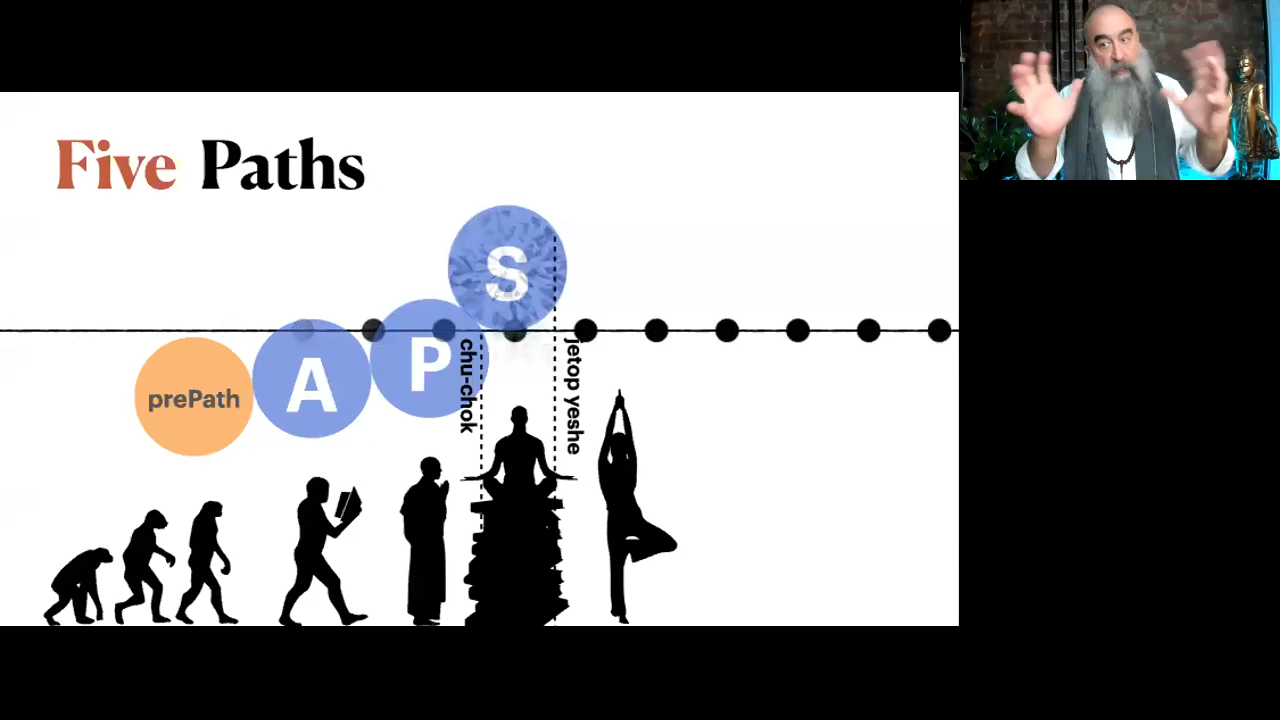 Five Paths
S
prePath
A
P
chu-chok
jetop yeshe